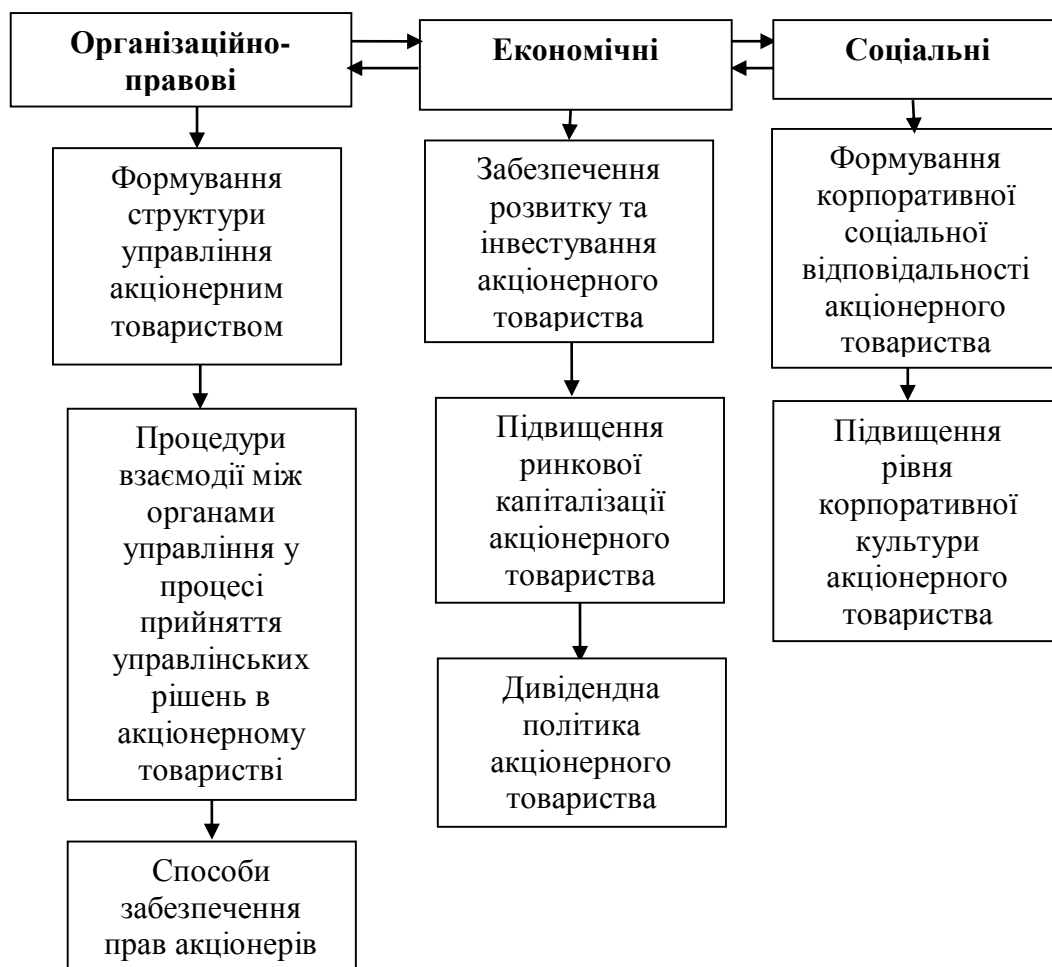 Організаційно-
правові
Економічні
Соціальні
Формування
структури
управління
акціонерним
товариством
Процедури
взаємодії між
органами
управління у
процесі
прийняття
управлінських
рішень в
акціонерному
товаристві
Способи
забезпечення
прав акціонерів
Забезпечення
розвитку та
інвестування
акціонерного
товариства
Підвищення
ринкової
капіталізації
акціонерного
товариства
Дивідендна
політика
акціонерного
товариства
Формування
корпоративної
соціальної
відповідальності
акціонерного
товариства
Підвищення
рівня
корпоративної
культури
акціонерного
товариства